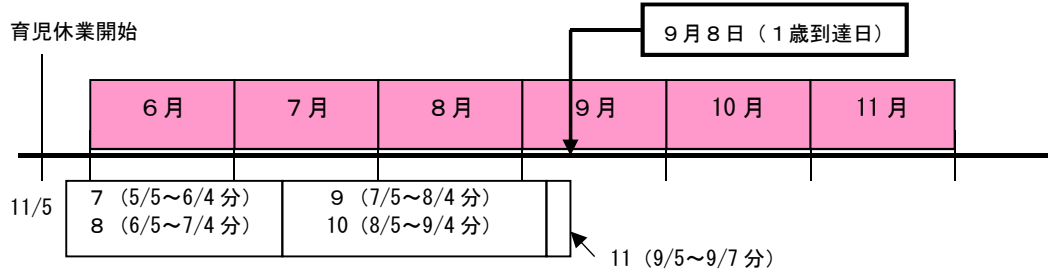 育児休業開始
９月８日（１歳到達日）
６月 ７月 ８月 ９月 10月 11月
11/5
７（5/5～6/4 分）
８（6/5～7/4 分）
９（7/5～8/4 分）
10（8/5～9/4 分）
11（9/5～9/7 分）